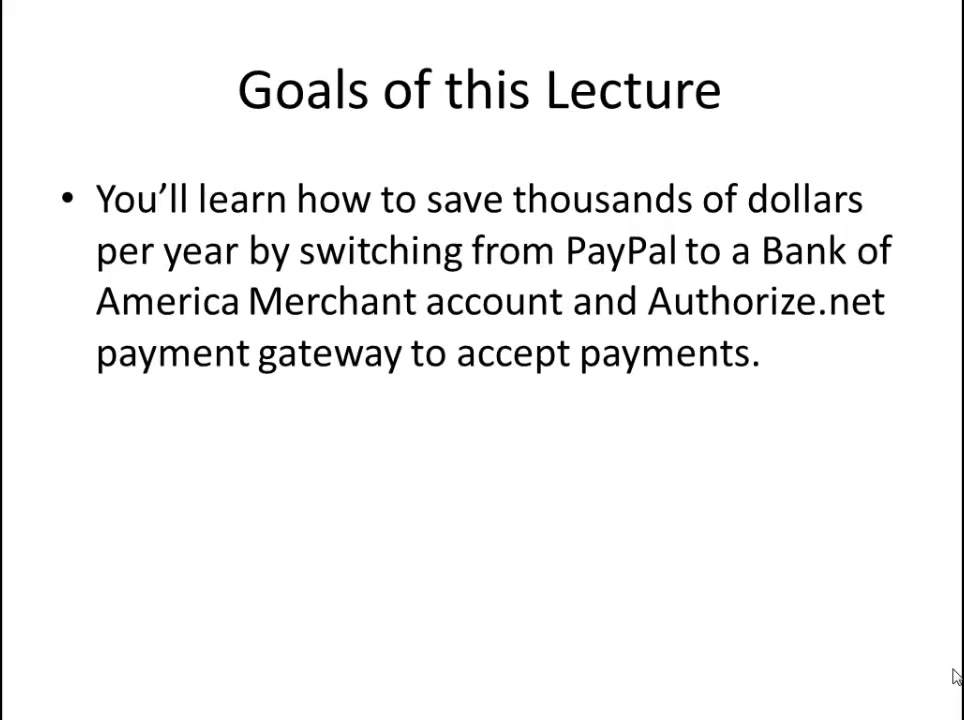 Goals of this Lecture
• You’ll learn how to save thousands of dollars
per year by switching from PayPal to a Bank of
America Merchant account and Authorize.net
payment gateway to accept payments.